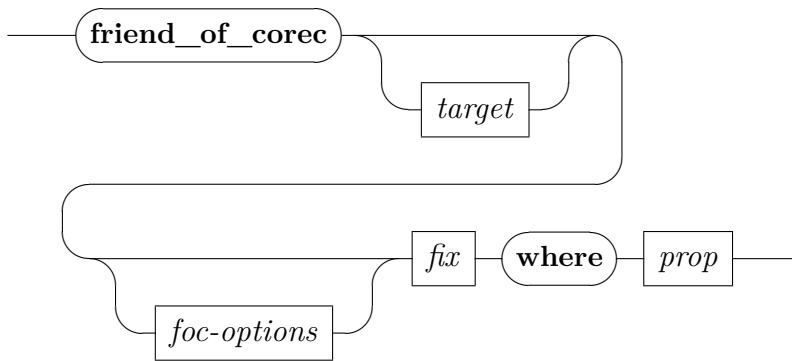 friend_of_corec
target
fix where prop
foc-options